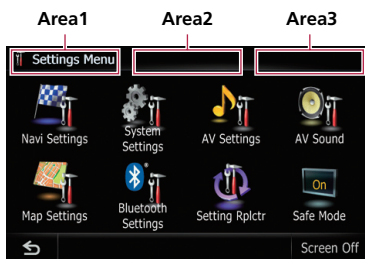 Area1 Area2 Area3
Settings Menu
Navi Settings System Settings AV Settings AV Sound
Map Settings Bluetooth Settings Setting Rplctr On Safe Mode
Screen Off